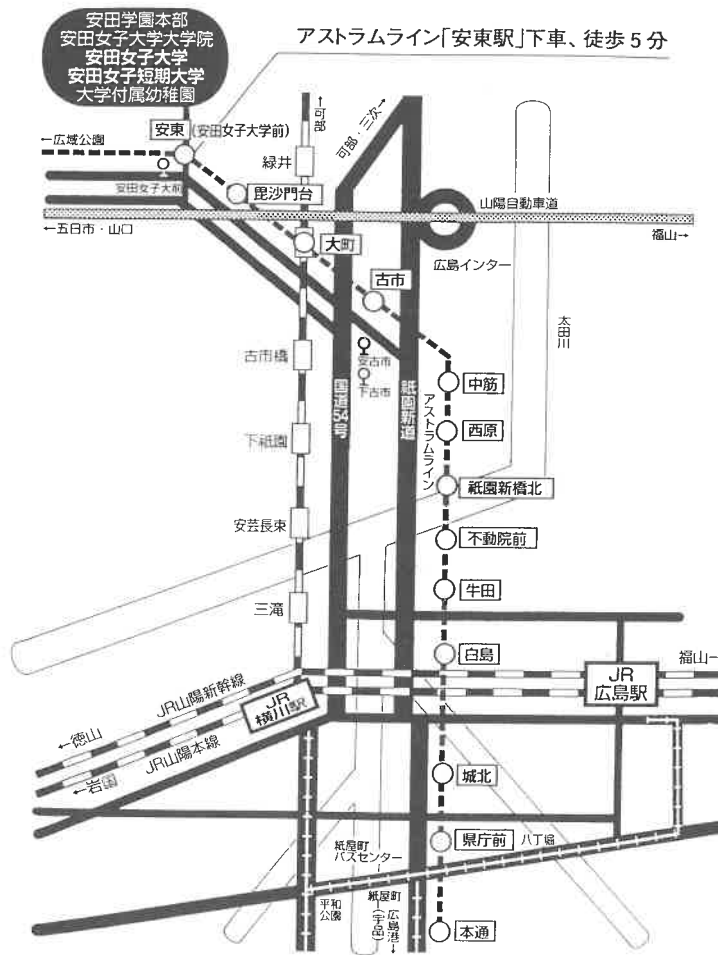 安田学園本部
安田女子大学大学院
安田女子大学
安田女子短期大学
大学付属幼稚園
アストラムライン「安東駅」下車、徒歩5分
←広域公園
安東
(安田女子大学前)
安田女子大前
毘沙門台
←可部
緑井
可部・三次→
山陽自動車道
←五日市・山口
福山→
大町
広島インター
古市
太田川
古市橋
安古市
下古市
国道54号
祇園新道
アストラムライン
中筋
西原
下祇園
祇園新橋北
安芸長束
不動院前
牛田
三滝
白島
JR山陽新幹線
JR横川駅
JR広島駅
福山→
←徳山
JR山陽本線
←岩国
城北
県庁前
八丁堀
紙屋町
バスセンター
平和公園
紙屋町
広島港→
(宇品)
本通